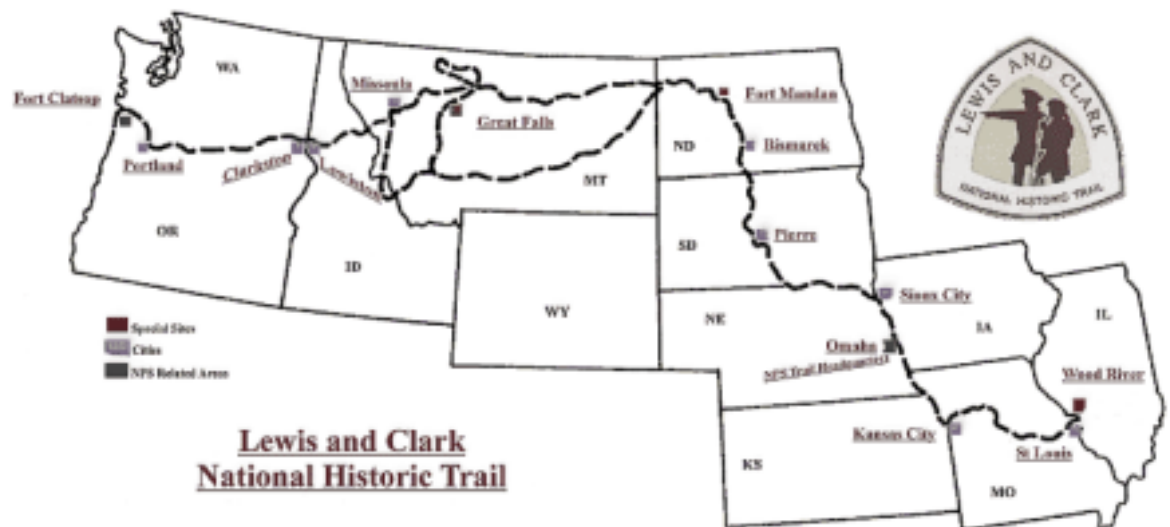 WA
Fort Clatsop
Missoula
Great Falls
Fort Mandan
Portland
Clarkston
Lewiston
ND
Bismarck
MT
OR
ID
SD
Pierre
WY
NE
Sioux City
IA
IL
Omaha
NPS Trail Headquarters
Wood River
Kansas City
St Louis
KS
MO
Special Sites
Cities
NPS Related Areas
Lewis and Clark
National Historic Trail
LEWIS AND CLARK
NATIONAL HISTORIC TRAIL